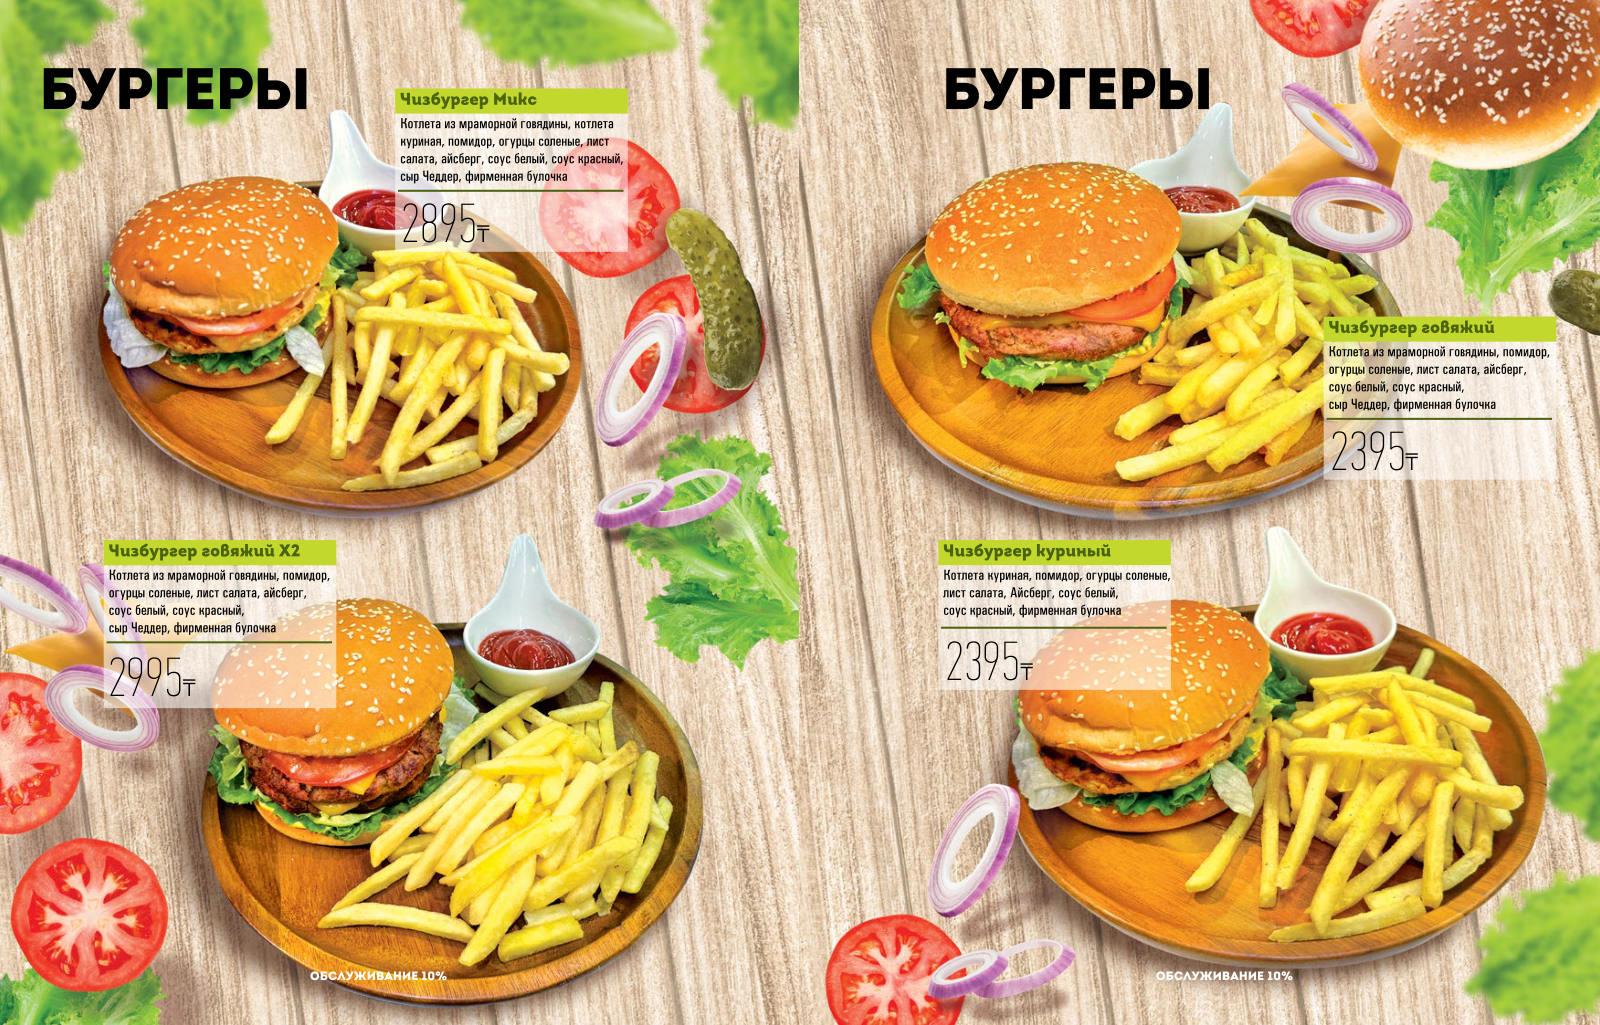 БУРГЕРЫ
Чизбургер Микс
Котлета из мраморной говядины, котлета
куриная, помидор, огурцы соленые, лист
салата, айсберг, соус белый, соус красный,
сыр Чеддер, фирменная булочка
2895₸
Чизбургер говяжий X2
Котлета из мраморной говядины, помидор,
огурцы соленые, лист салата, айсберг,
соус белый, соус красный,
сыр Чеддер, фирменная булочка
2995₸
ОБСЛУЖИВАНИЕ 10%
БУРГЕРЫ
Чизбургер говяжий
Котлета из мраморной говядины, помидор,
огурцы соленые, лист салата, айсберг,
соус белый, соус красный,
сыр Чеддер, фирменная булочка
2395₸
Чизбургер куриный
Котлета куриная, помидор, огурцы соленые,
лист салата, Айсберг, соус белый,
соус красный, фирменная булочка
2395₸
ОБСЛУЖИВАНИЕ 10%